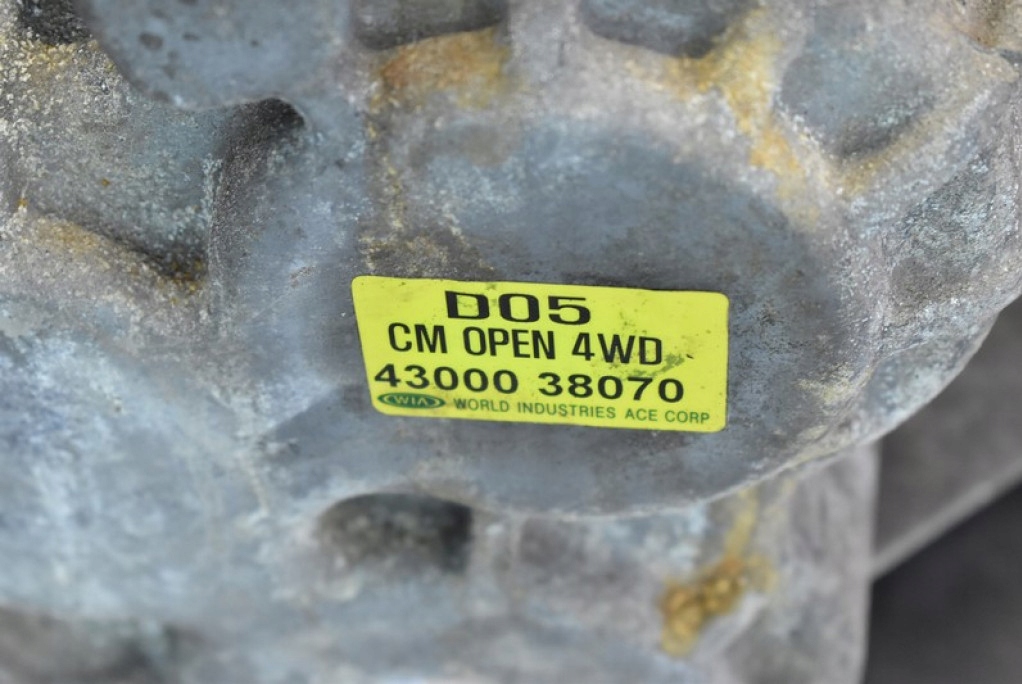 D05
CM OPEN 4WD
43000 38070
WIA WORLD INDUSTRIES ACE CORP